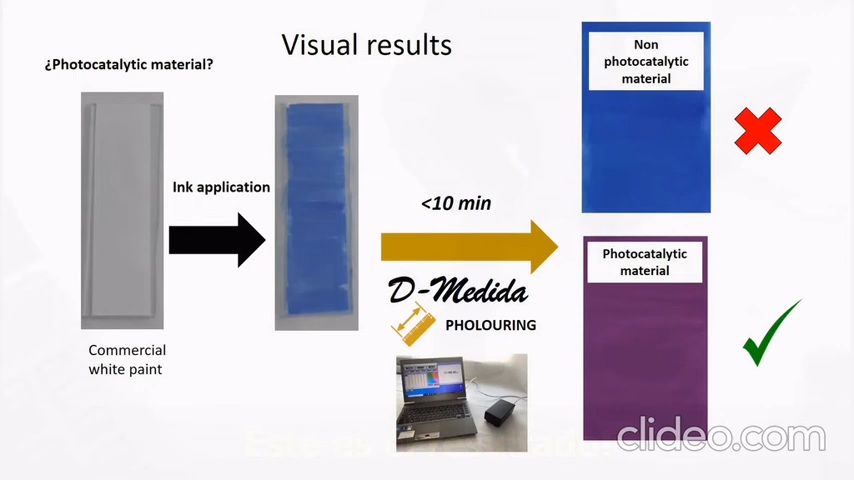 Visual results
¿Photocatalytic material?
Ink application
Commercial
white paint
<10 min
D-Medida
PHOLOURING
Non
photocatalytic
material
Photocatalytic
material
clideo.com